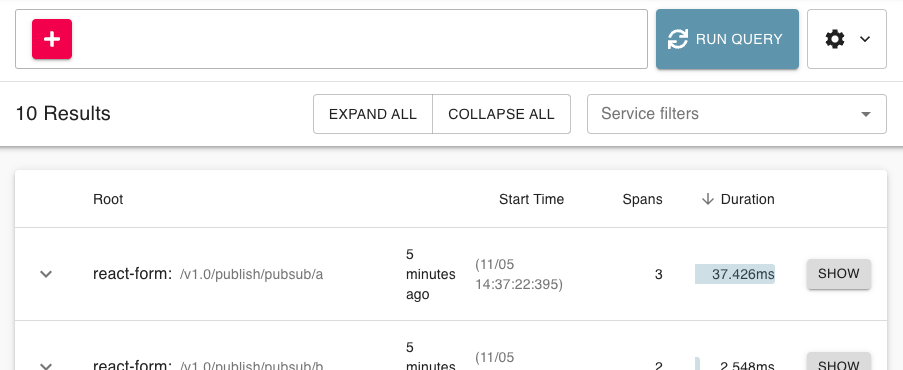 RUN QUERY
10 Results
EXPAND ALL
COLLAPSE ALL
Service filters
Root
Start Time
Spans
Duration
react-form: /v1.0/publish/pubsub/a
5
minutes
ago
(11/05
14:37:22:395)
3
37.426ms
SHOW
react-form: /v1.0/publish/pubsub/b
5
minutes
(11/05
2
2.548ms
SHOW